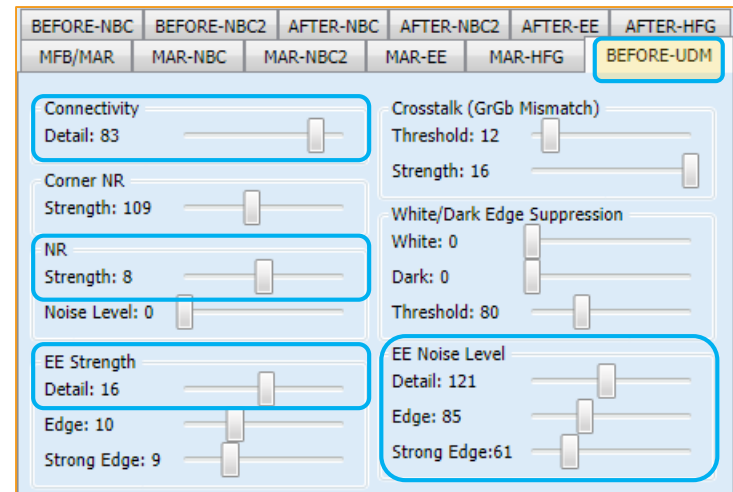 BEFORE-NBC BEFORE-NBC2 AFTER-NBC AFTER-NBC2 AFTER-EE AFTER-HFG
MFB/MAR MAR-NBC MAR-NBC2 MAR-EE MAR-HFG BEFORE-UDM
Connectivity
Detail: 83
Corner NR
Strength: 109
NR
Strength: 8
Noise Level: 0
EE Strength
Detail: 16
Edge: 10
Strong Edge: 9
Crosstalk (GrGb Mismatch)
Threshold: 12
Strength: 16
White/Dark Edge Suppression
White: 0
Dark: 0
Threshold: 80
EE Noise Level
Detail: 121
Edge: 85
Strong Edge:61